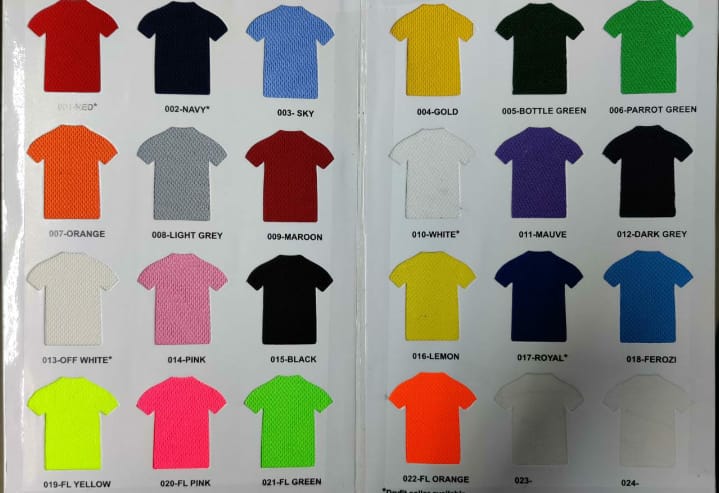 001-RED*
002-NAVY*
003- SKY
004-GOLD
005-BOTTLE GREEN
006-PARROT GREEN
007-ORANGE
008-LIGHT GREY
009-MAROON
010-WHITE*
011-MAUVE
012-DARK GREY
013-OFF WHITE*
014-PINK
015-BLACK
016-LEMON
017-ROYAL*
018-FEROZI
019-FL YELLOW
020-FL PINK
021-FL GREEN
022-FL ORANGE
023-
024-